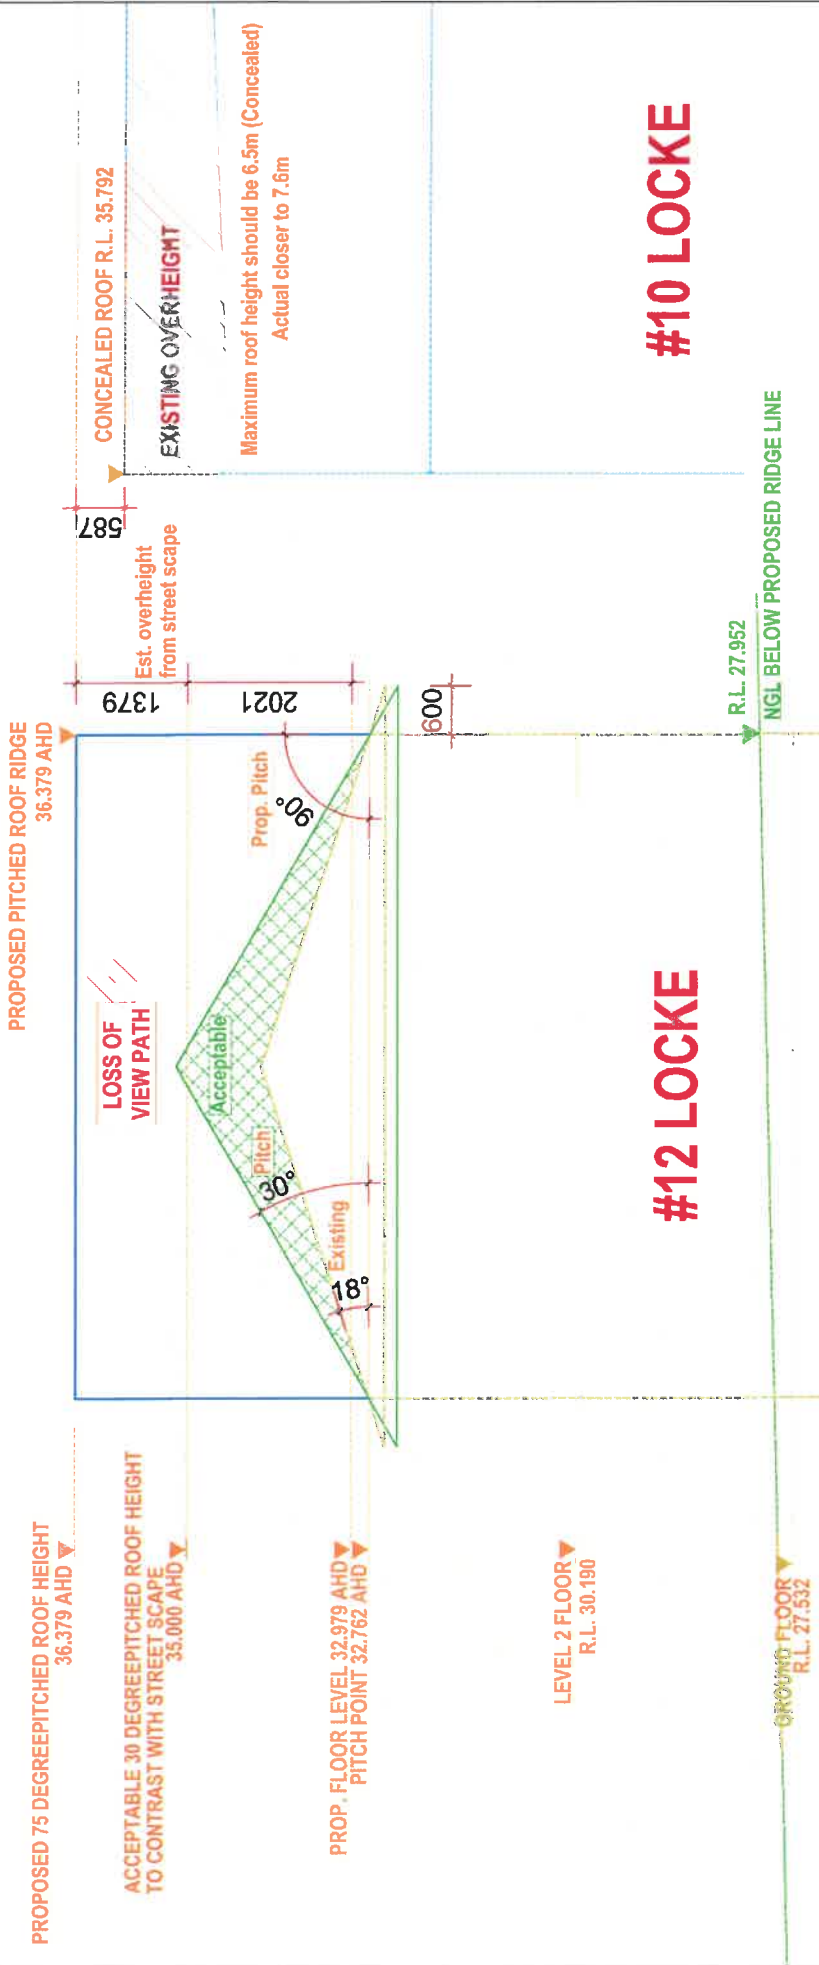 PROPOSED 75 DEGREEPITCHED ROOF HEIGHT
36.379 AHD
ACCEPTABLE 30 DEGREEPITCHED ROOF HEIGHT
TO CONTRAST WITH STREET SCAPE
35.000 AHD
PROP. FLOOR LEVEL 32.979 AHD
PITCH POINT 32.762 AHD
LEVEL 2 FLOOR
R.L. 30.190
GROUND FLOOR
R.L. 27.532
PROPOSED PITCHED ROOF RIDGE
36.379 AHD
LOSS OF
VIEW PATH
Acceptable
Pitch
30°
Existing
18°
Prop. Pitch
90°
#12 LOCKE
1379
2021
600
587
Est. overheight
from street scape
R.L. 27.952
NGL BELOW PROPOSED RIDGE LINE
CONCEALED ROOF R.L. 35.792
EXISTING OVERHEIGHT
Maximum roof height should be 6.5m (Concealed)
Actual closer to 7.6m
#10 LOCKE